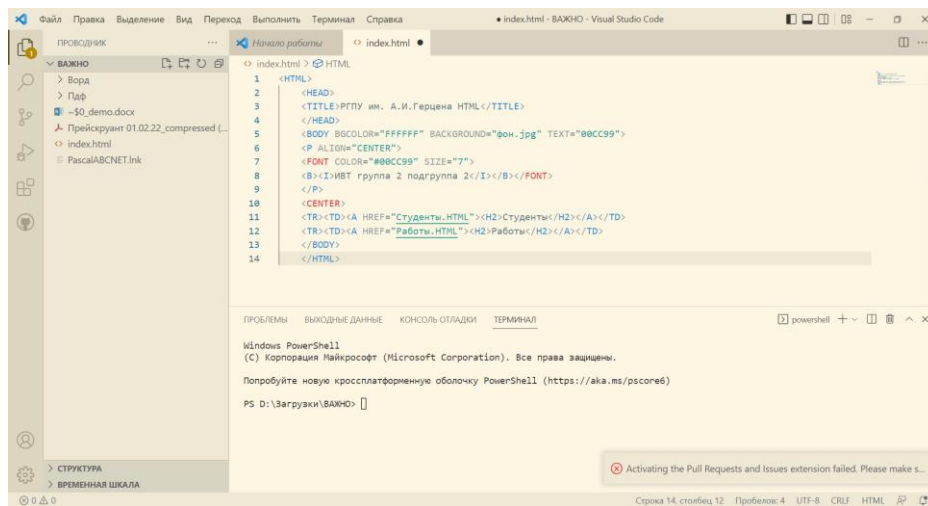 Файл Правка Выделение Вид Переход Выполнить Терминал Справка
• index.html - ВАЖНО - Visual Studio Code
ПРОВОДНИК
Начало работы
index.html
ВАЖНО
Ворд
Пдф
~$0_demo.docx
Прейскруант 01.02.22_compressed (...
index.html
PascalABCNET.lnk
index.html > HTML
1 <HTML>
2 <HEAD>
3 <TITLE>РГПУ им. А.И.Герцена HTML</TITLE>
4 </HEAD>
5 <BODY BGCOLOR="FFFFFF" BACKGROUND="фон.jpg" TEXT="00CC99">
6 <P ALIGN="CENTER">
7 <FONT COLOR="#00CC99" SIZE="7">
8 <B><I>ИВТ группа 2 подгруппа 2</I></B></FONT>
9 </P>
10 <CENTER>
11 <TR><TD><A HREF="Студенты.HTML"><H2>Студенты</H2></A></TD>
12 <TR><TD><A HREF="Работы.HTML"><H2>Работы</H2></A></TD>
13 </BODY>
14 </HTML>
ПРОБЛЕМЫ ВЫХОДНЫЕ ДАННЫЕ КОНСОЛЬ ОТЛАДКИ ТЕРМИНАЛ
powershell
Windows PowerShell
(C) Корпорация Майкрософт (Microsoft Corporation). Все права защищены.
Попробуйте новую кроссплатформенную оболочку PowerShell (https://aka.ms/pscore6)
PS D:\Загрузки\ВАЖНО>
СТРУКТУРА
ВРЕМЕННАЯ ШКАЛА
Activating the Pull Requests and Issues extension failed. Please make s...
0 0
Строка 14, столбец 12 Пробелов: 4 UTF-8 CRLF HTML